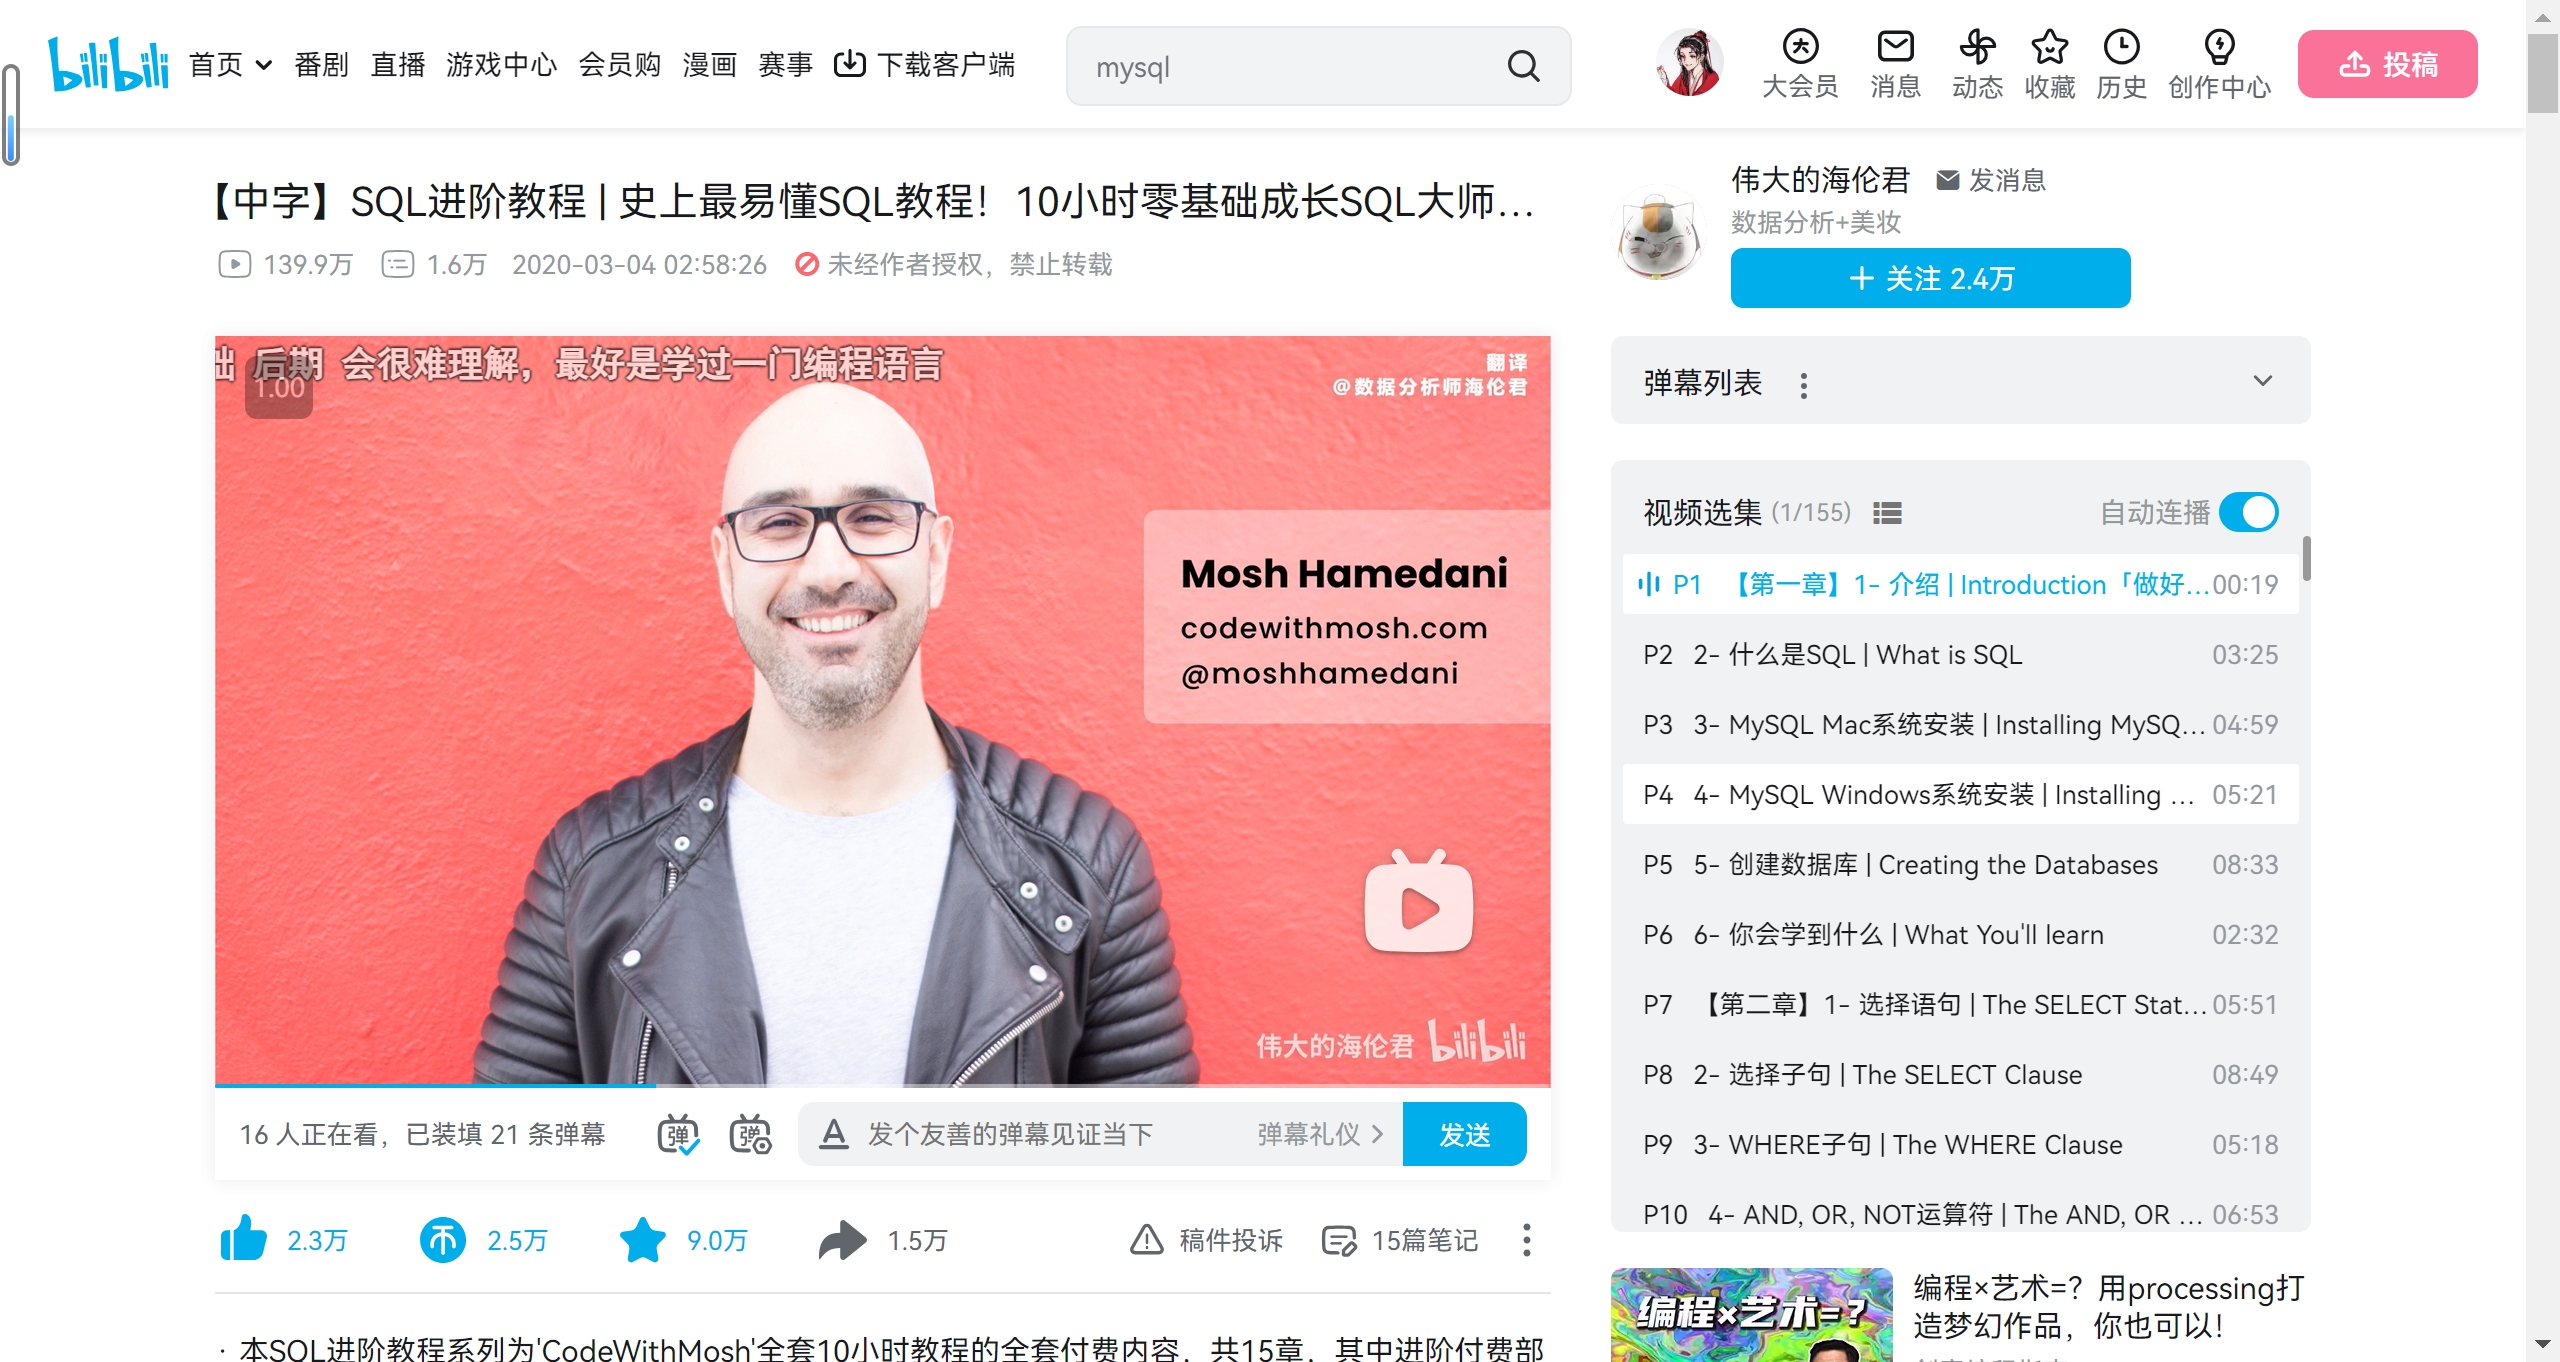 bilibili 首页 番剧 直播 游戏中心 会员购 漫画 赛事 下载客户端
mysql
大会员 消息 动态 收藏 历史 创作中心 投稿
【中字】SQL进阶教程 | 史上最易懂SQL教程！10小时零基础成长SQL大师...
139.9万 1.6万 2020-03-04 02:58:26 未经作者授权，禁止转载
伟大的海伦君 发消息
数据分析+美妆
+ 关注 2.4万
后期 会很难理解，最好是学过一门编程语言
1.00
翻译
@数据分析师海伦君
Mosh Hamedani
codewithmosh.com
@moshhamedani
伟大的海伦君 bilibili
16 人正在看，已装填 21 条弹幕
弹 弹 A 发个友善的弹幕见证当下 弹幕礼仪 > 发送
2.3万 2.5万 9.0万 1.5万 稿件投诉 15篇笔记
· 本SQL进阶教程系列为'CodeWithMosh'全套10小时教程的全套付费内容，共15章，其中进阶付费部
弹幕列表
视频选集 (1/155) 自动连播
P1 【第一章】1- 介绍 | Introduction「做好... 00:19
P2 2- 什么是SQL | What is SQL 03:25
P3 3- MySQL Mac系统安装 | Installing MySQ... 04:59
P4 4- MySQL Windows系统安装 | Installing ... 05:21
P5 5- 创建数据库 | Creating the Databases 08:33
P6 6- 你会学到什么 | What You'll learn 02:32
P7 【第二章】1- 选择语句 | The SELECT Stat... 05:51
P8 2- 选择子句 | The SELECT Clause 08:49
P9 3- WHERE子句 | The WHERE Clause 05:18
P10 4- AND, OR, NOT运算符 | The AND, OR ... 06:53
编程×艺术=?
编程×艺术=？用processing打
造梦幻作品，你也可以！